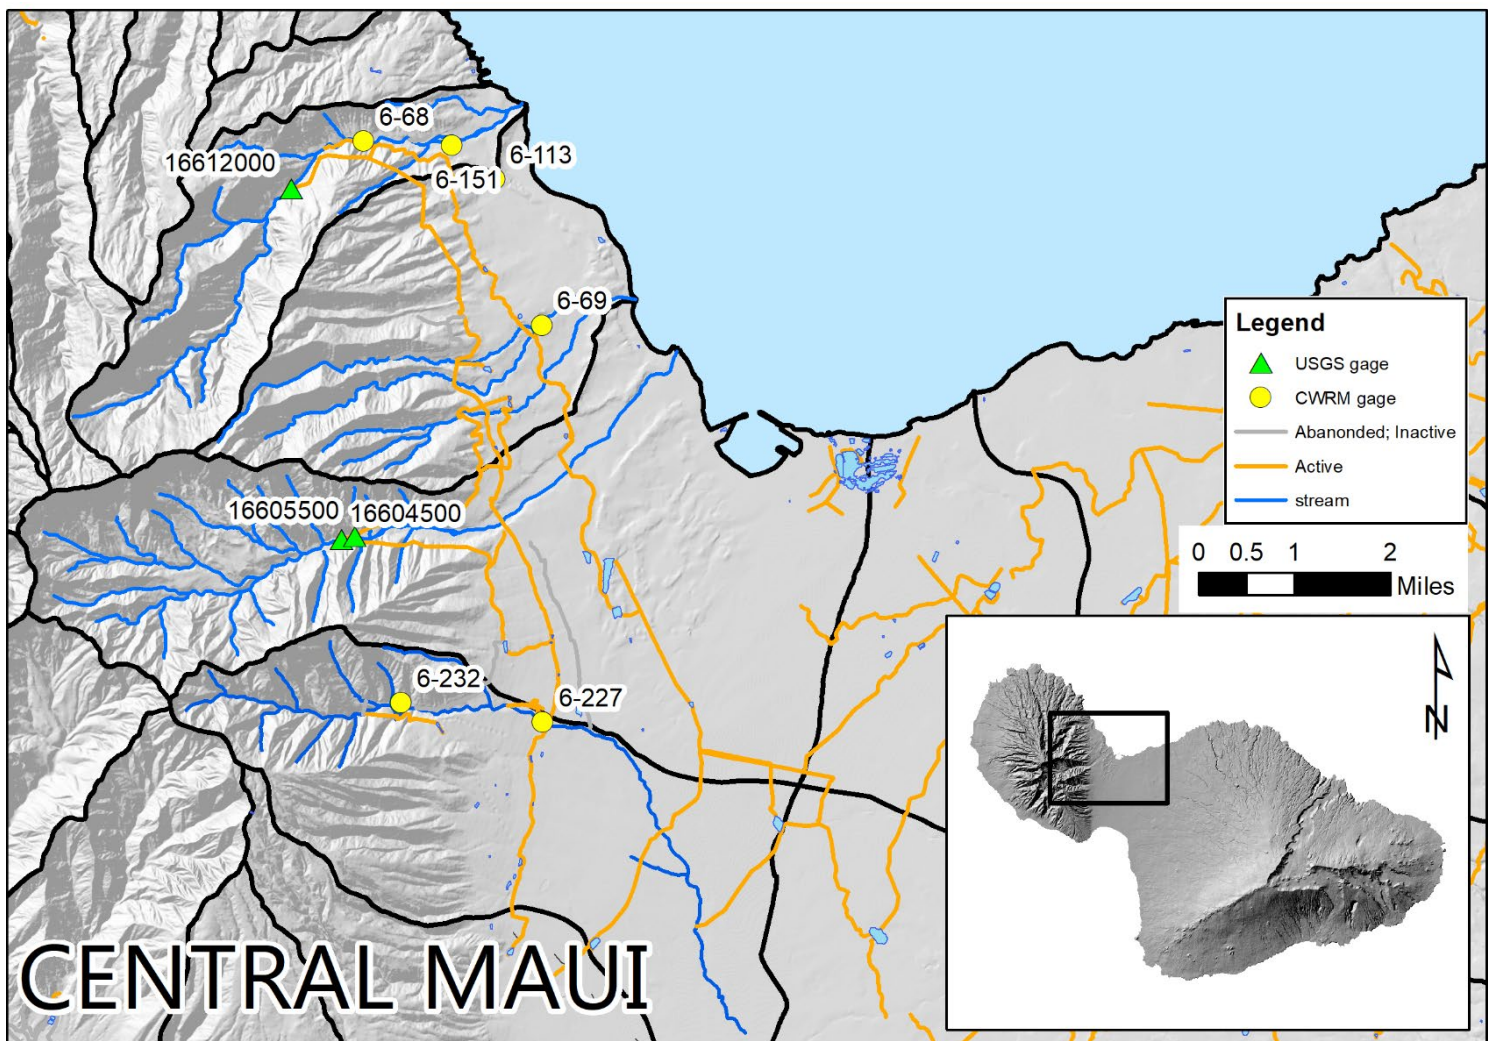 6-68
16612000
6-113
6-151
6-69
Legend
USGS gage
CWRM gage
Abanonded; Inactive
Active
stream
0 0.5 1 2
Miles
16605500 16604500
6-232
6-227
N
CENTRAL MAUI